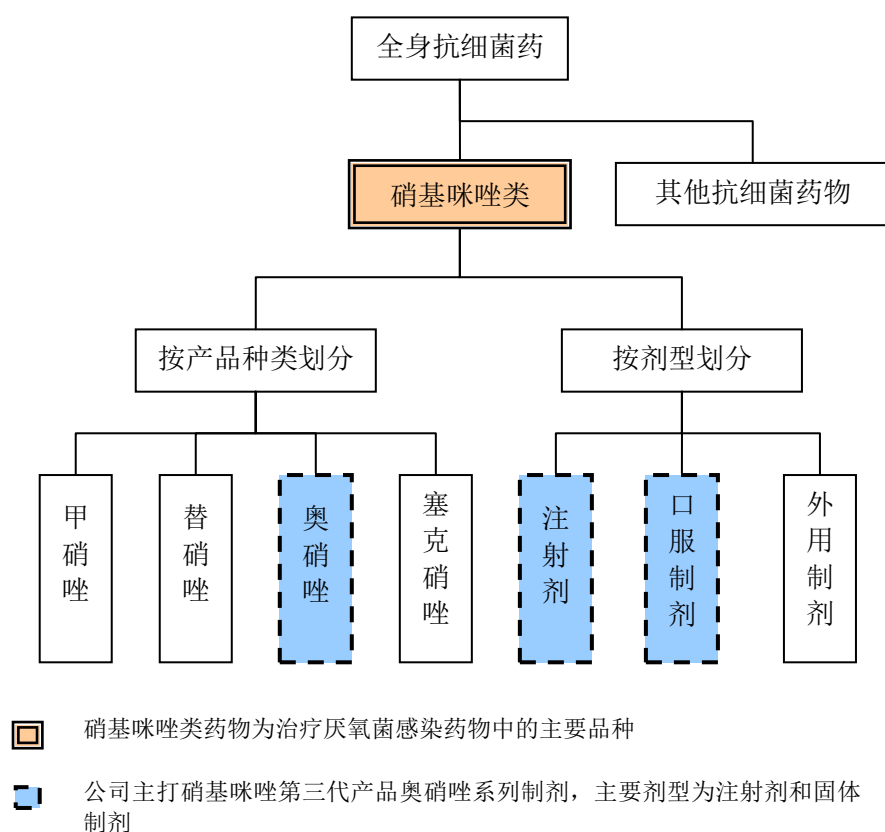 全身抗细菌药
硝基咪唑类
其他抗细菌药物
按产品种类划分
按剂型划分
甲硝唑
替硝唑
奥硝唑
塞克硝唑
注射剂
口服制剂
外用制剂
硝基咪唑类药物为治疗厌氧菌感染药物中的主要品种
公司主打硝基咪唑第三代产品奥硝唑系列制剂，主要剂型为注射剂和固体
制剂